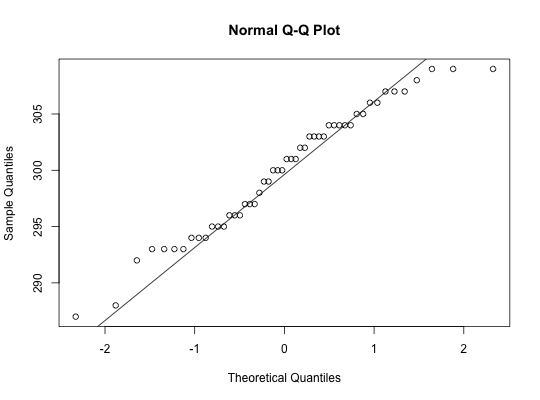 Normal Q-Q Plot
Sample Quantiles
305
300
295
290
-2 -1 0 1 2
Theoretical Quantiles